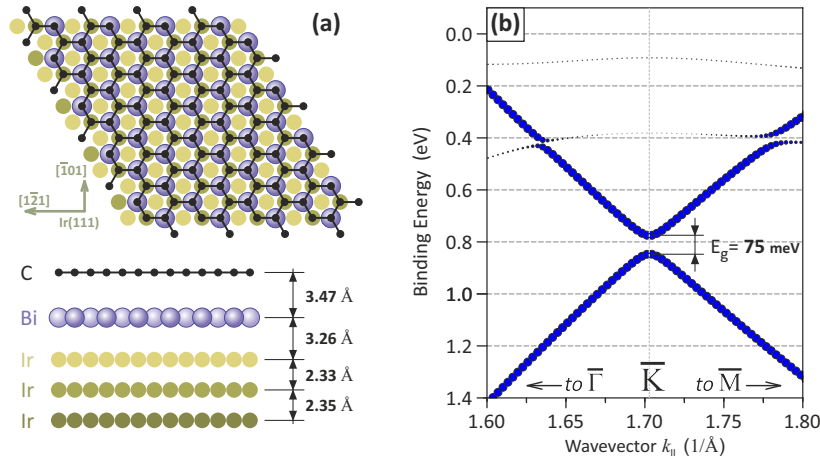 (a)
[1̄01]
[12̄1]
Ir(111)
C
Bi
Ir
Ir
Ir
3.47 Å
3.26 Å
2.33 Å
2.35 Å
(b)
Binding Energy (eV)
0.0
0.2
0.4
0.6
0.8
1.0
1.2
1.4
E_g= 75 meV
to Γ̅
K̅
to M̅
1.60
1.65
1.70
1.75
1.80
Wavevector k_|| (1/Å)